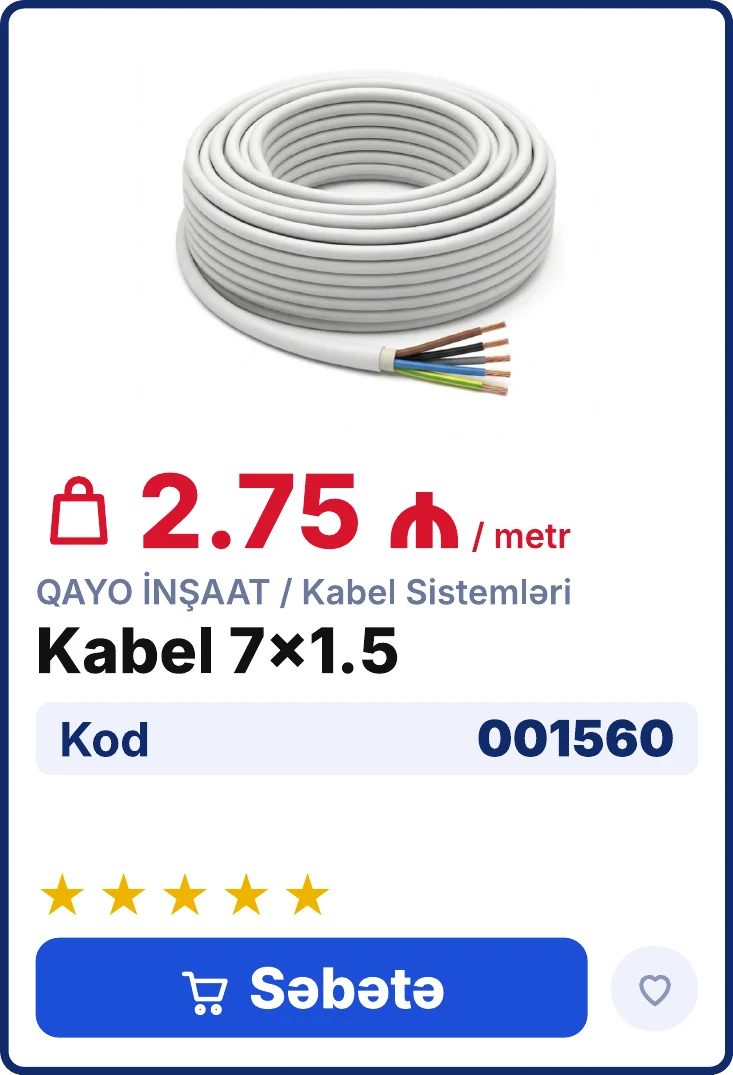 2.75 ₼ / metr
QAYO İNŞAAT / Kabel Sistemləri
Kabel 7×1.5
Kod 001560
Səbətə